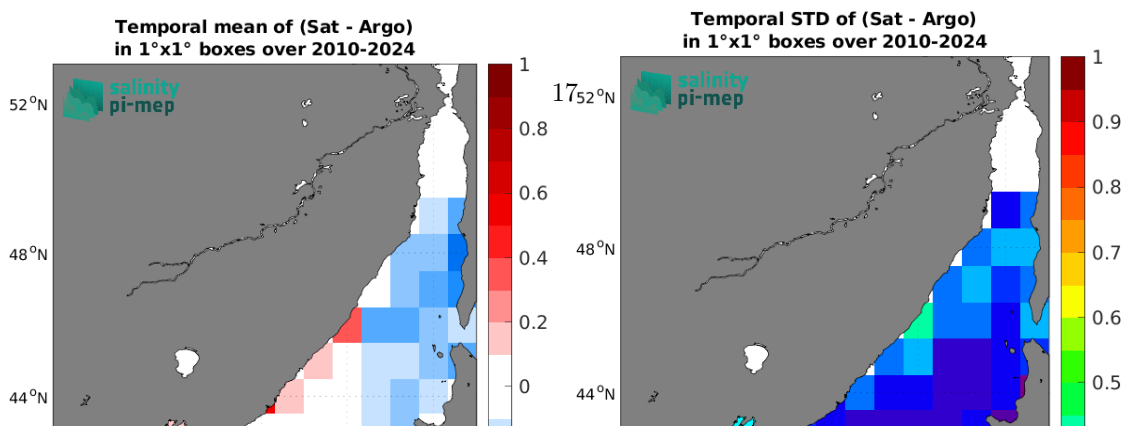 Temporal mean of (Sat - Argo)
in 1°x1° boxes over 2010-2024
salinity
pi-mep
52°N
48°N
44°N
1
0.8
0.6
0.4
0.2
0
17
Temporal STD of (Sat - Argo)
in 1°x1° boxes over 2010-2024
salinity
pi-mep
52°N
48°N
44°N
1
0.9
0.8
0.7
0.6
0.5